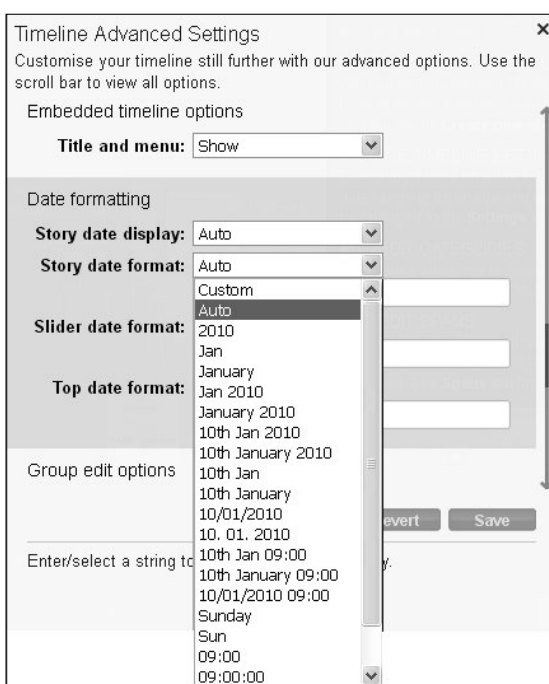 Timeline Advanced Settings
Customise your timeline still further with our advanced options. Use the
scroll bar to view all options.
Embedded timeline options
Title and menu: Show
Date formatting
Story date display: Auto
Story date format: Auto
Custom
Auto
Slider date format:
2010
Jan
January
Top date format:
Jan 2010
January 2010
10th Jan 2010
10th January 2010
Group edit options
10th Jan
10th January
10/01/2010
evert Save
10. 01. 2010
Enter/select a string to
y.
10th Jan 09:00
10th January 09:00
10/01/2010 09:00
Sunday
Sun
09:00
09:00:00